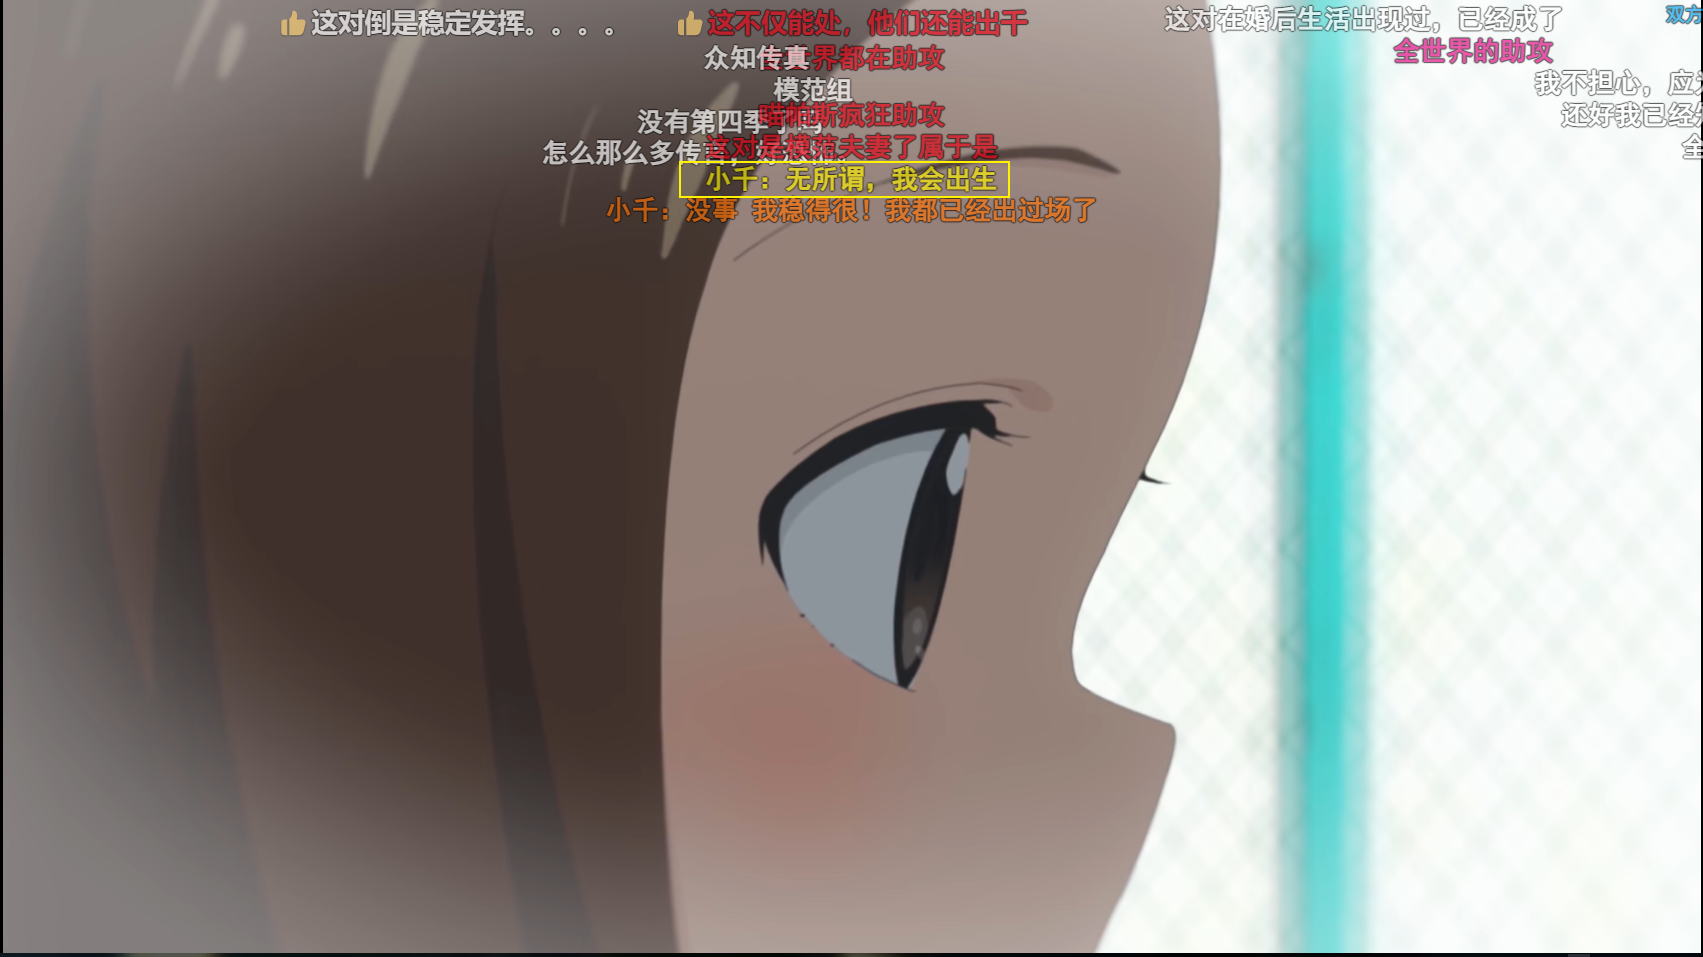 这对倒是稳定发挥。。。。
这不仅能处，他们还能出千
这对在婚后生活出现过，已经成了
双方
众知传真
界都在助攻
全世界的助攻
模范组
我不担心，应
喵帕斯疯狂助攻
没有第四季了吗
还好我已经
这对是模范夫妻了属于是
怎么那么多传言，
全
小千：无所谓，我会出生
小千：没事 我稳得很！我都已经出过场了